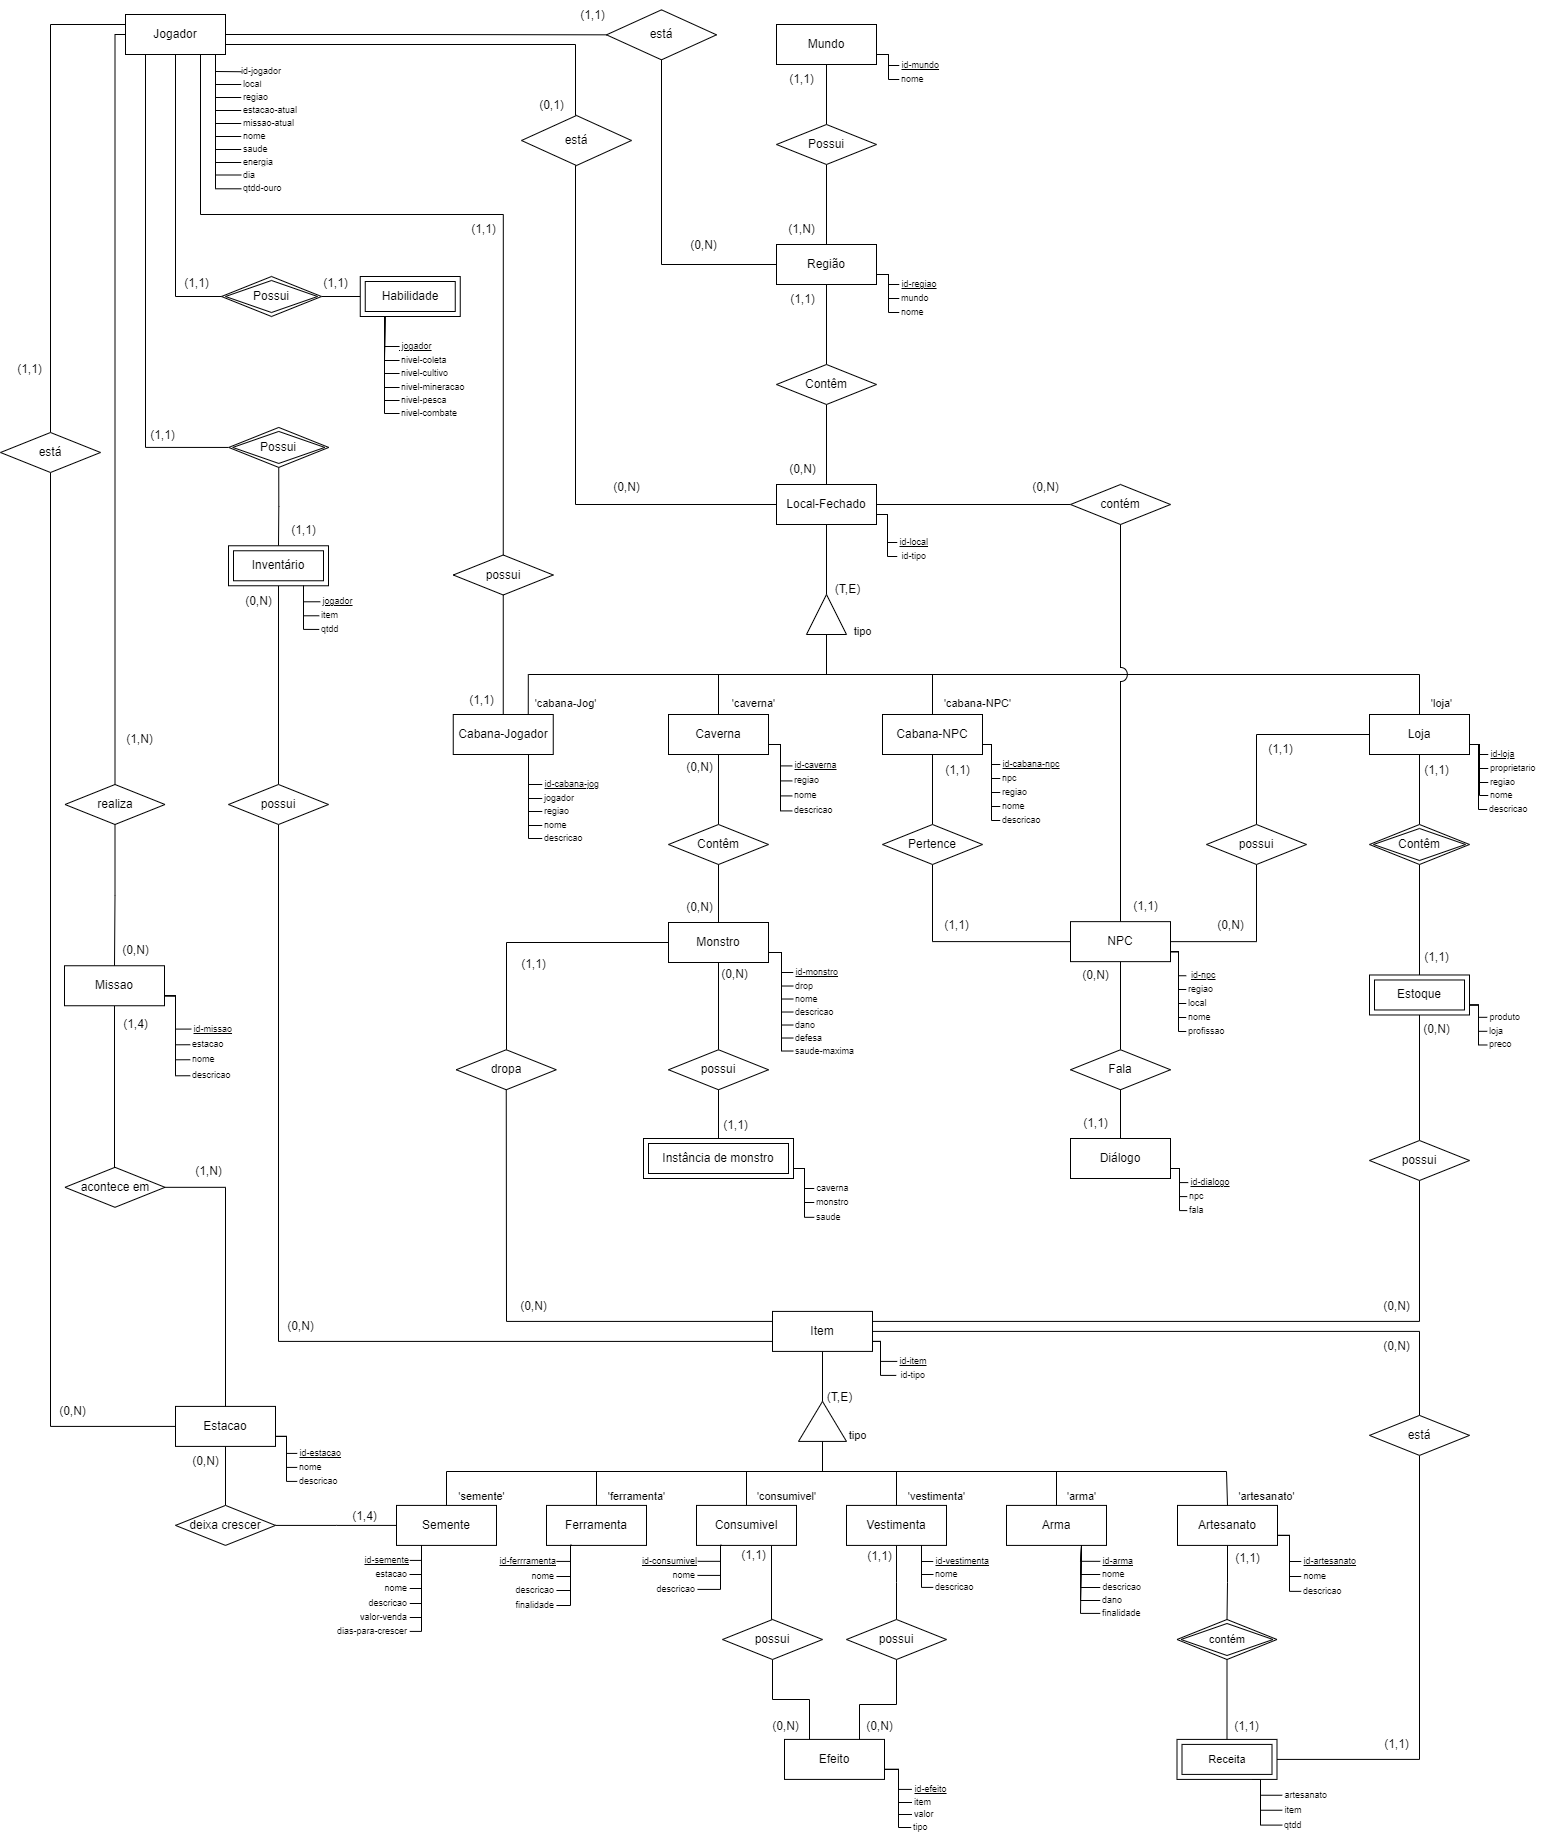 Jogador
id-jogador
local
regiao
estacao-atual
missao-atual
nome
saude
energia
dia
qtdd-ouro
(1,1)
está
Mundo
id-mundo
nome
(1,1)
(0,1)
está
Possui
(1,1)
(0,N)
(1,N)
Região
id-regiao
mundo
nome
(1,1)
(1,1)
Possui
(1,1)
Habilidade
jogador
nivel-coleta
nivel-cultivo
nivel-mineracao
nivel-pesca
nivel-combate
(1,1)
Contém
(1,1)
está
Possui
(0,N)
(0,N)
Local-Fechado
id-local
id-tipo
(0,N)
contém
(1,1)
Inventário
jogador
item
qtdd
(0,N)
possui
(T,E)
tipo
(1,1)
'cabana-Jog'
'caverna'
'cabana-NPC'
'loja'
Cabana-Jogador
id-cabana-jog
jogador
regiao
nome
descricao
Caverna
id-caverna
regiao
nome
descricao
(0,N)
Cabana-NPC
id-cabana-npc
npc
regiao
nome
descricao
(1,1)
(1,1)
Loja
id-loja
proprietario
regiao
nome
descricao
(1,1)
(1,N)
realiza
possui
Contêm
Pertence
possui
Contêm
(0,N)
(1,1)
(1,1)
(0,N)
(1,1)
(0,N)
Missao
id-missao
estacao
nome
descricao
(1,4)
(1,1)
Monstro
id-monstro
drop
nome
descricao
dano
defesa
saude-maxima
(0,N)
NPC
id-npc
regiao
local
nome
profissao
(0,N)
Estoque
produto
loja
preco
(0,N)
dropa
possui
Fala
(1,1)
(1,1)
Instância de monstro
caverna
monstro
saude
Diálogo
id-dialogo
npc
fala
possui
acontece em
(1,N)
(0,N)
(0,N)
(0,N)
Item
id-item
id-tipo
(0,N)
(T,E)
tipo
(0,N)
Estacao
id-estacao
nome
descricao
(0,N)
está
deixa crescer
(1,4)
'semente'
'ferramenta'
'consumivel'
'vestimenta'
'arma'
'artesanato'
Semente
id-semente
estacao
nome
descricao
valor-venda
dias-para-crescer
Ferramenta
id-ferrramenta
nome
descricao
finalidade
Consumivel
id-consumivel
nome
descricao
(1,1)
Vestimenta
id-vestimenta
nome
descricao
(1,1)
Arma
id-arma
nome
descricao
dano
finalidade
Artesanato
id-artesanato
nome
descricao
(1,1)
possui
possui
contém
(0,N)
(0,N)
(1,1)
(1,1)
Efeito
id-efeito
item
valor
tipo
Receita
artesanato
item
qtdd